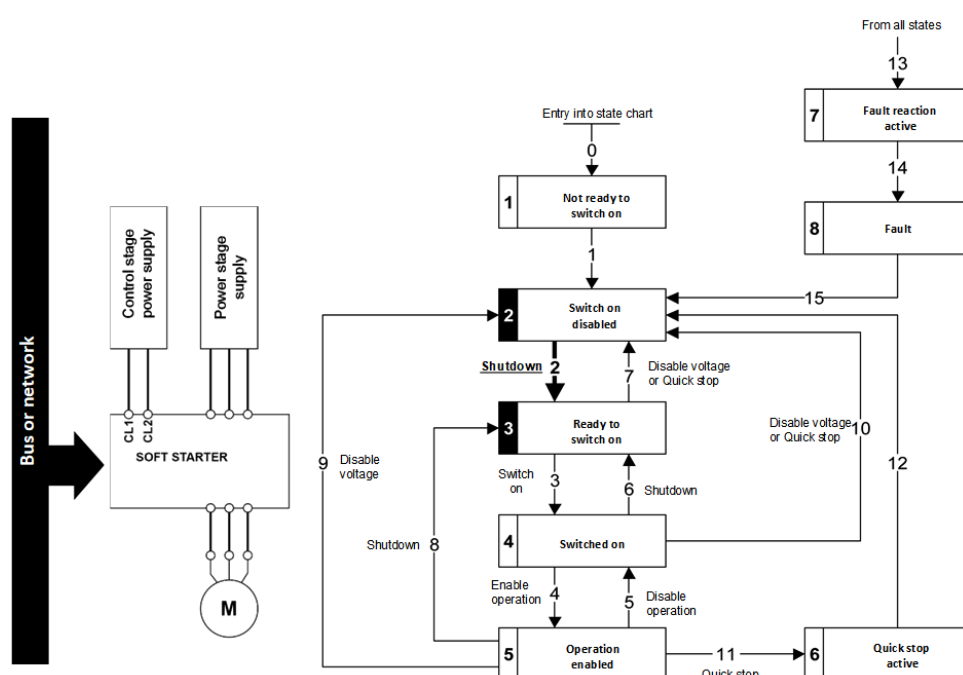 From all states
13
7
Fault reaction
active
14
8
Fault
15
Entry into state chart
0
1
Not ready to
switch on
1
2
Switch on
disabled
Shutdown
2
7
Disable voltage
or Quick stop
3
Ready to
switch on
Switch
on
3
6
Shutdown
4
Switched on
Enable
operation
4
5
Disable
operation
5
Operation
enabled
11
Quick stop
6
Quick stop
active
Disable voltage
or Quick stop
10
12
9
Disable
voltage
Shutdown
8
Bus or network
Control stage
power supply
Power stage
supply
CL1
CL2
SOFT STARTER
M